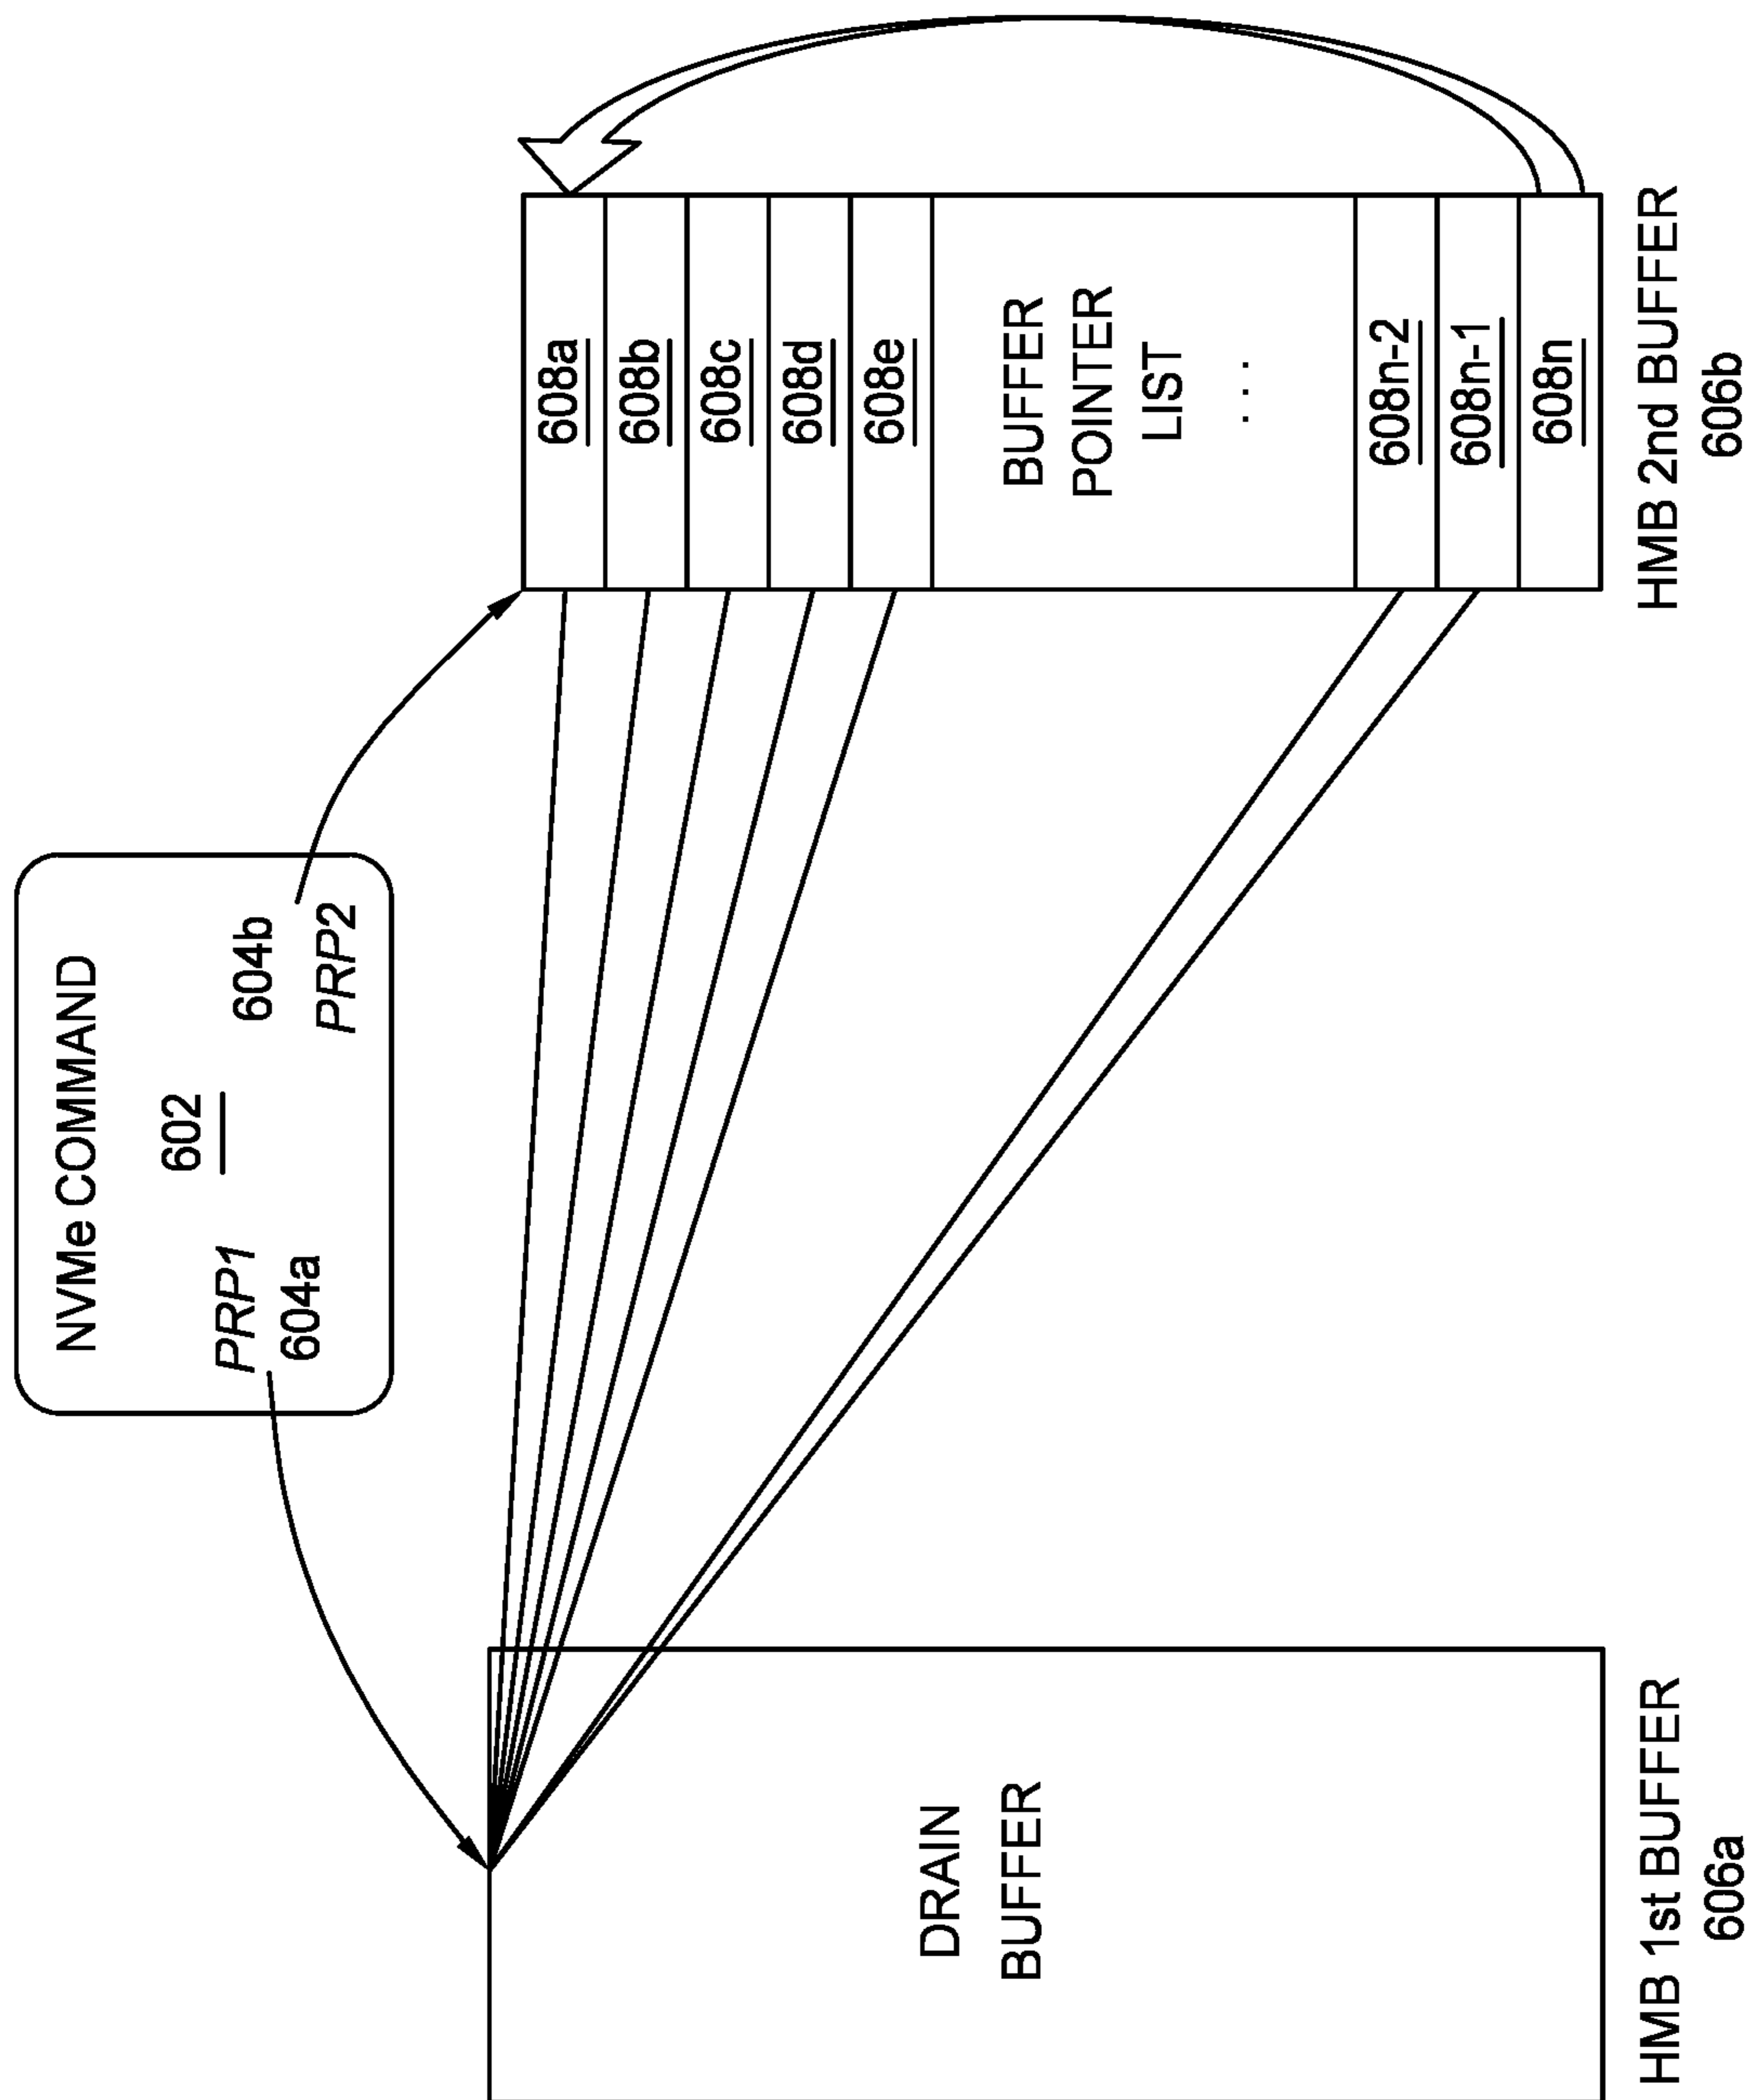 NVMe COMMAND
602
PRP1
604a
604b
PRP2
DRAIN
BUFFER
HMB 1st BUFFER
606a
608a
608b
608c
608d
608e
BUFFER
POINTER
LIST
. . .
608n-2
608n-1
608n
HMB 2nd BUFFER
606b